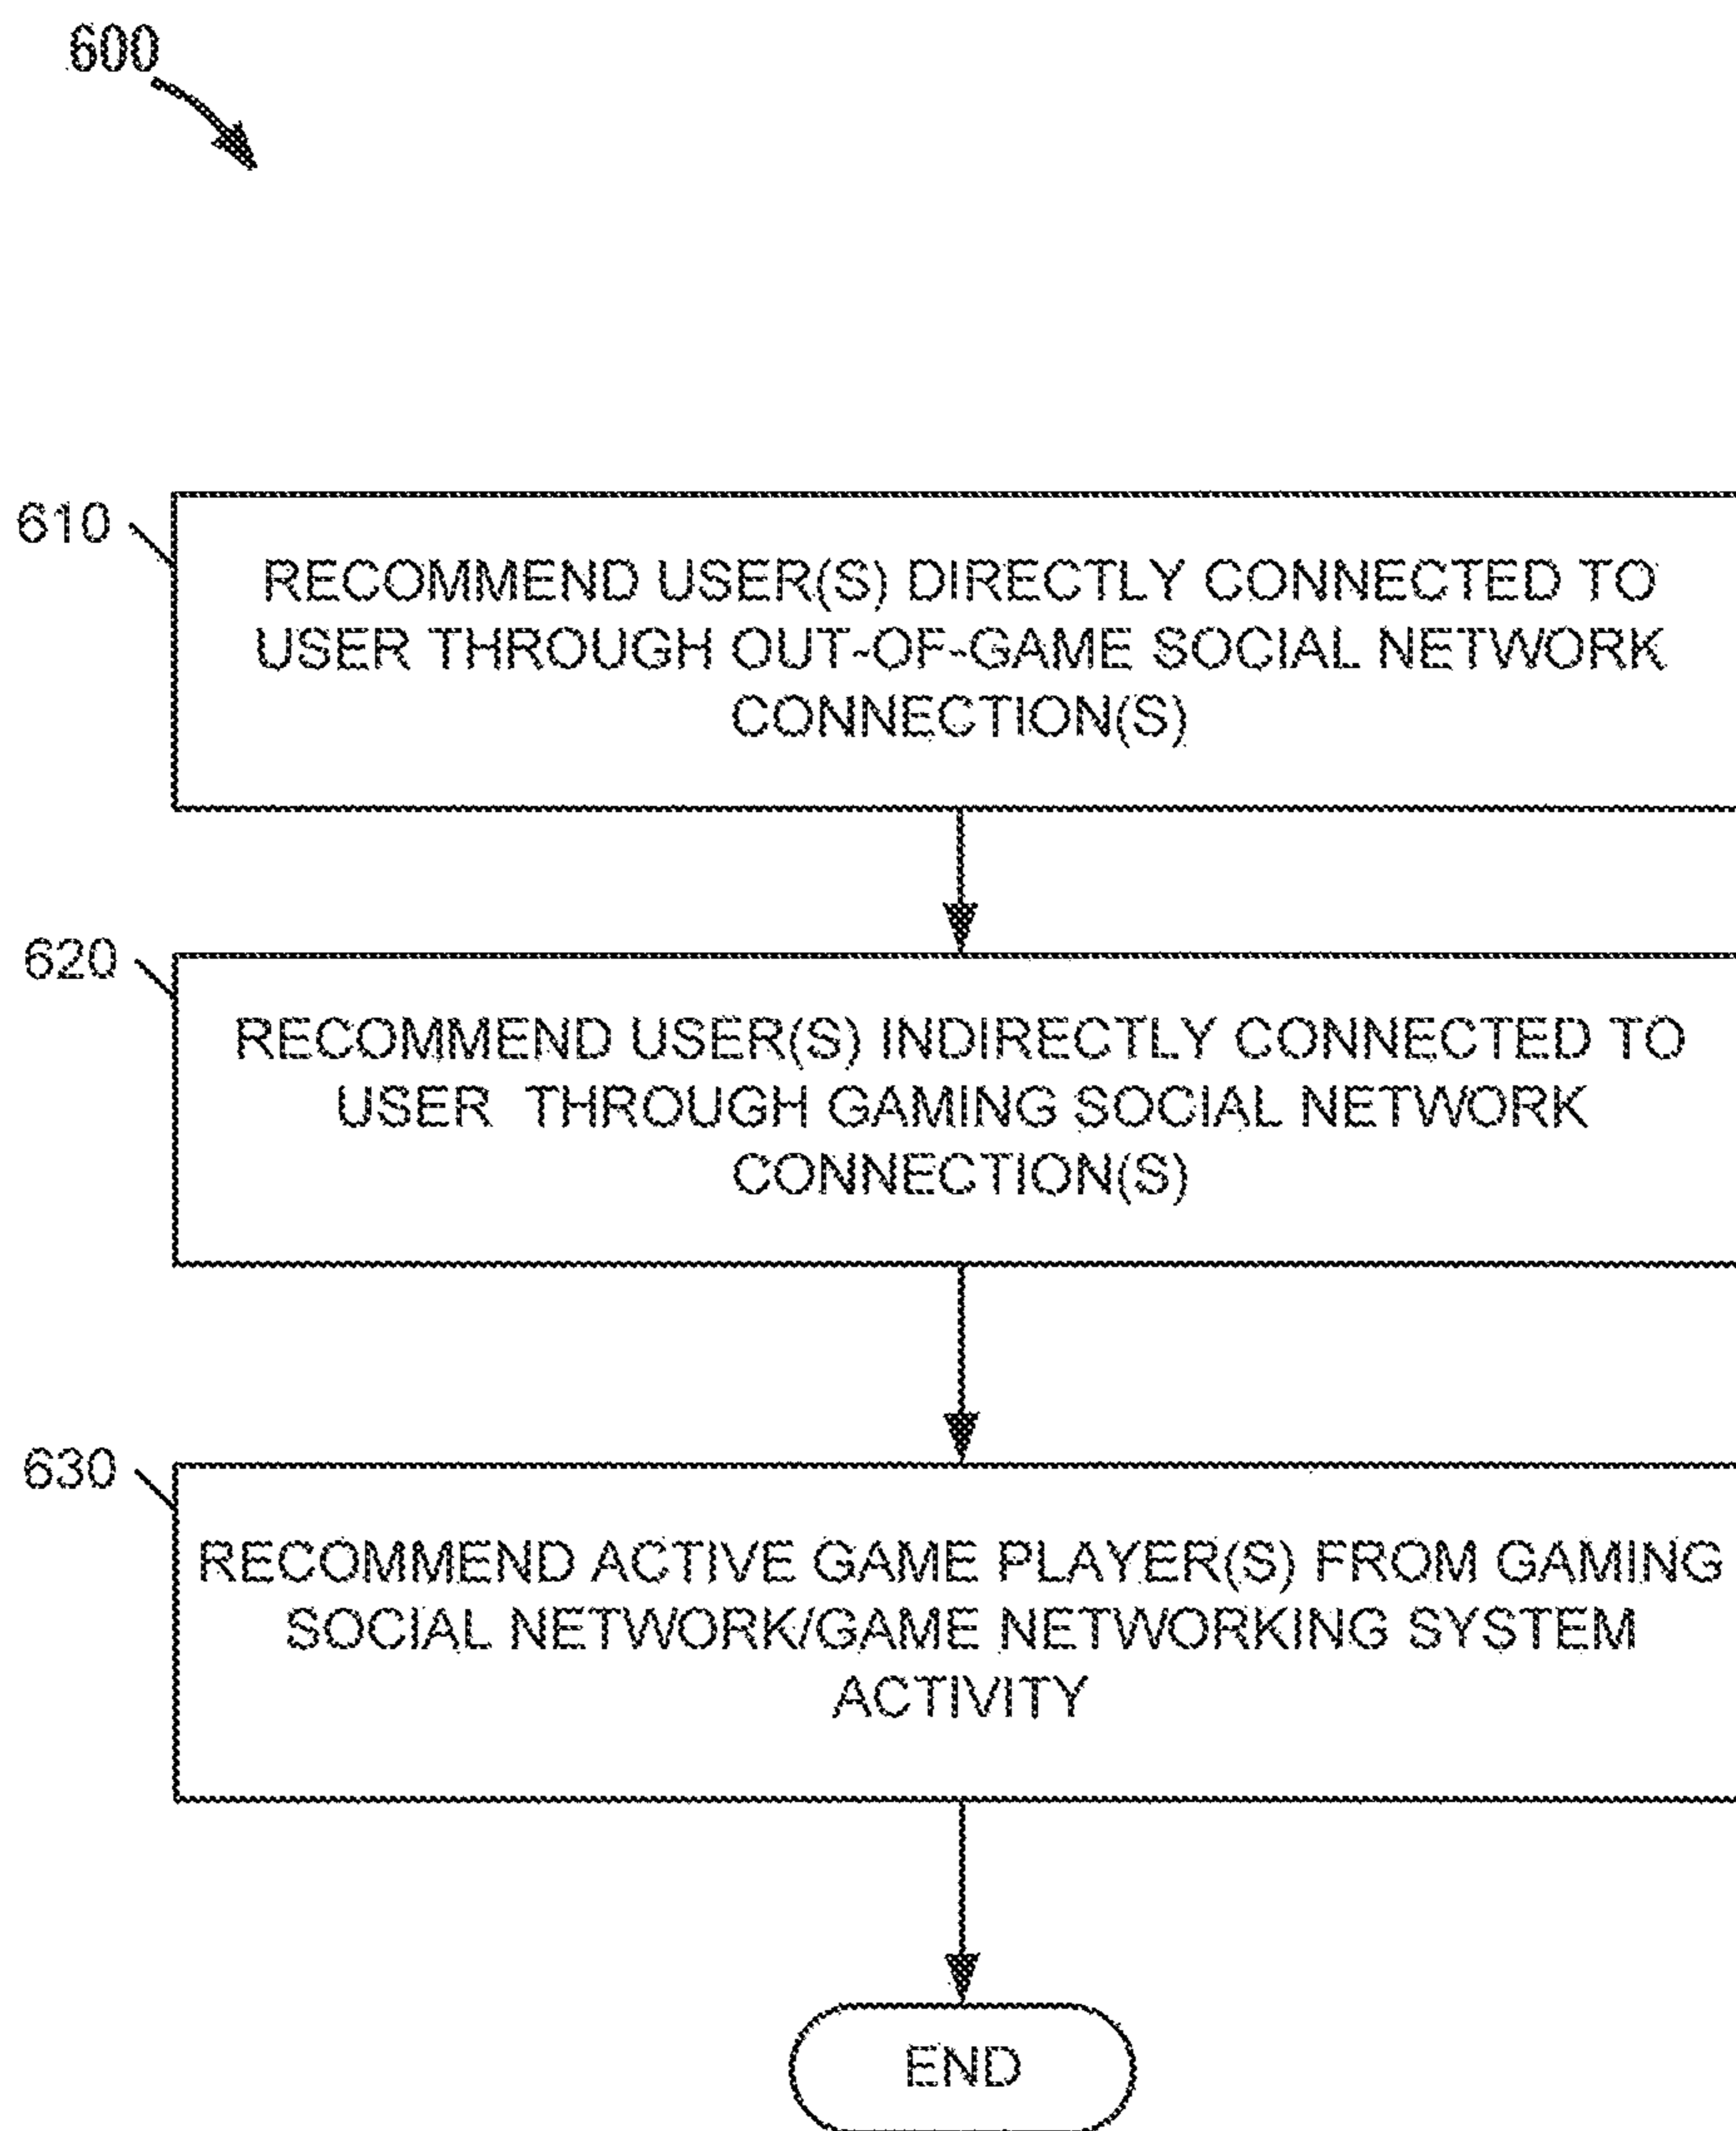 600
610
RECOMMEND USER(S) DIRECTLY CONNECTED TO
USER THROUGH OUT-OF-GAME SOCIAL NETWORK
CONNECTION(S)
620
RECOMMEND USER(S) INDIRECTLY CONNECTED TO
USER THROUGH GAMING SOCIAL NETWORK
CONNECTION(S)
630
RECOMMEND ACTIVE GAME PLAYER(S) FROM GAMING
SOCIAL NETWORK/GAME NETWORKING SYSTEM
ACTIVITY
END